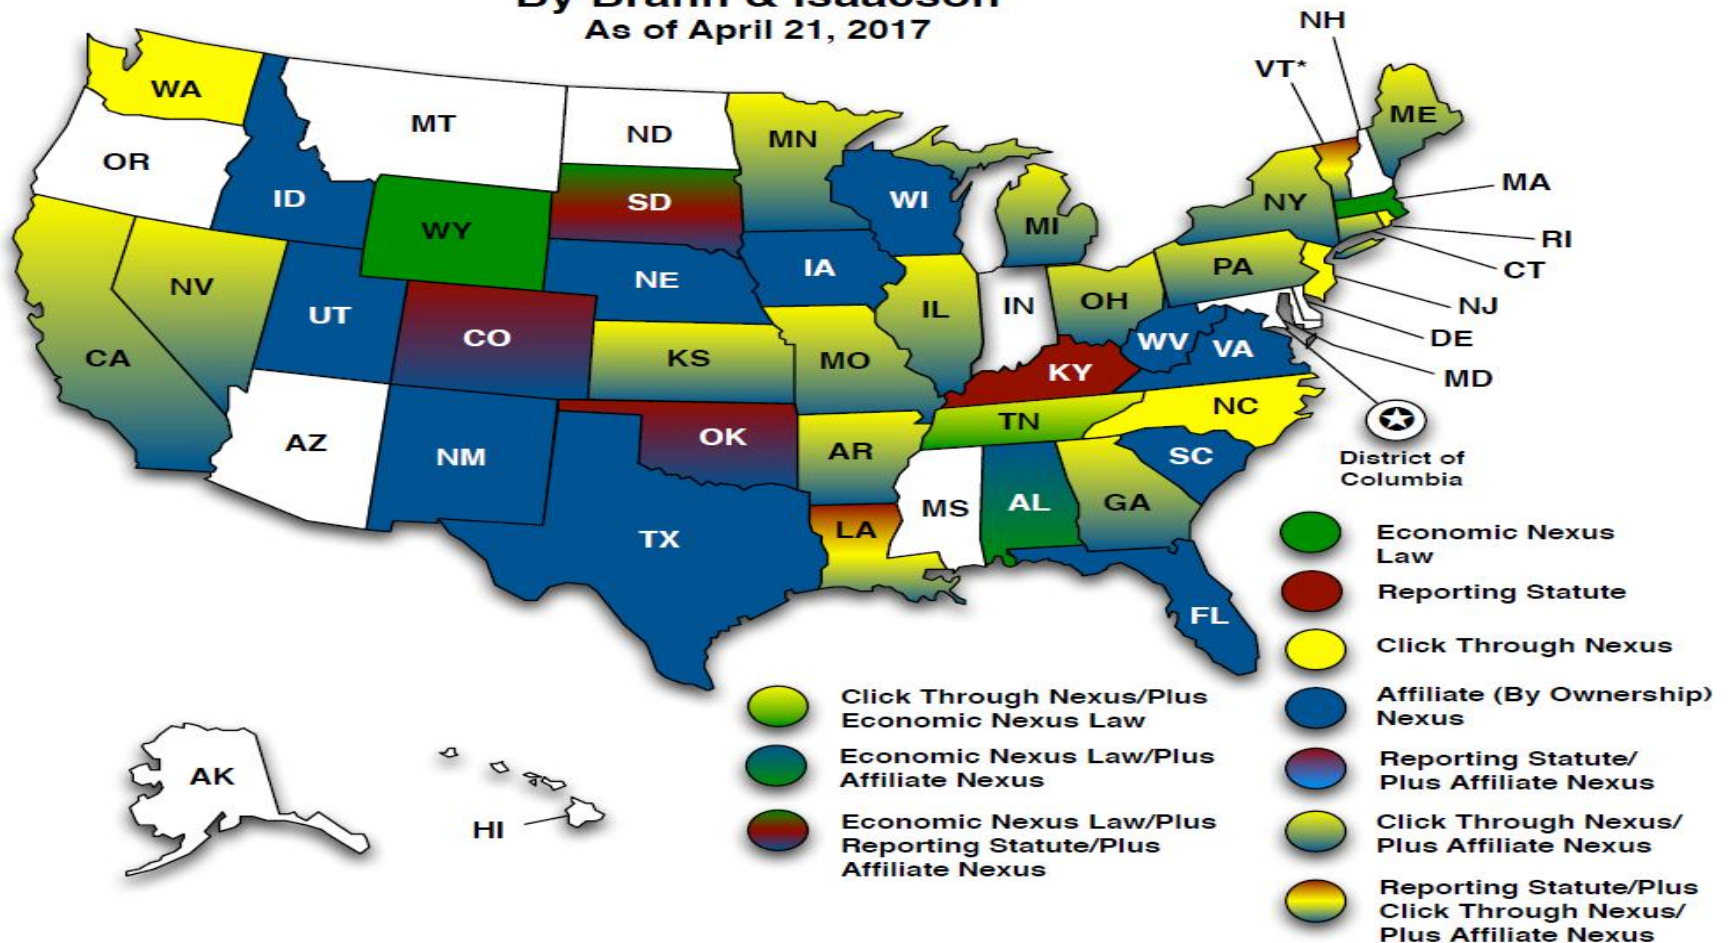 By Brann & Isaacson
As of April 21, 2017
NH
VT*
WA
ME
MT
ND
MN
OR
MA
ID
SD
WI
NY
WY
MI
RI
CT
IA
PA
NE
NV
NJ
UT
IL
IN
OH
CO
DE
WV
VA
CA
KS
MO
KY
MD
NC
TN
AZ
NM
OK
AR
SC
District of
Columbia
MS
AL
GA
LA
TX
FL
Economic Nexus
Law
Reporting Statute
Click Through Nexus
Affiliate (By Ownership)
Nexus
Reporting Statute/
Plus Affiliate Nexus
Click Through Nexus/
Plus Affiliate Nexus
Reporting Statute/Plus
Click Through Nexus/
Plus Affiliate Nexus
Click Through Nexus/Plus
Economic Nexus Law
Economic Nexus Law/Plus
Affiliate Nexus
Economic Nexus Law/Plus
Reporting Statute/Plus
Affiliate Nexus
AK
HI